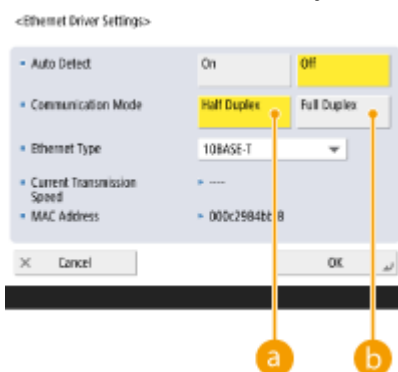 <Ethernet Driver Settings>
Auto Detect On Off
Communication Mode Half Duplex Full Duplex
Ethernet Type 10BASE-T
Current Transmission
Speed ----
MAC Address
× Cancel OK
a b